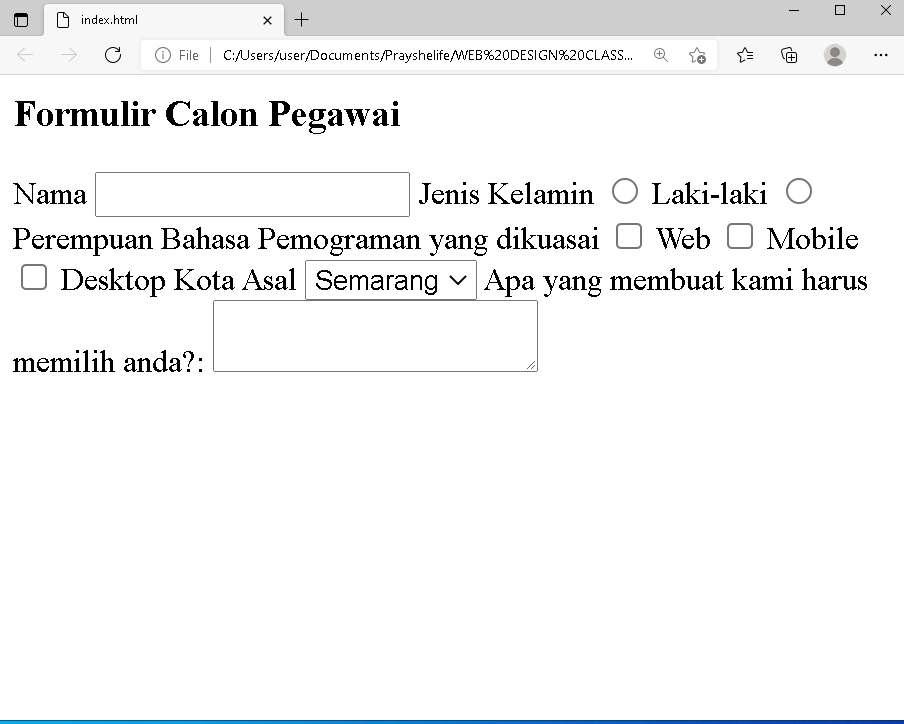 index.html
File C:/Users/user/Documents/Prayshelife/WEB%20DESIGN%20CLASS...
Formulir Calon Pegawai
Nama Jenis Kelamin Laki-laki
Perempuan Bahasa Pemograman yang dikuasai Web Mobile
Desktop Kota Asal Semarang Apa yang membuat kami harus
memilih anda?: